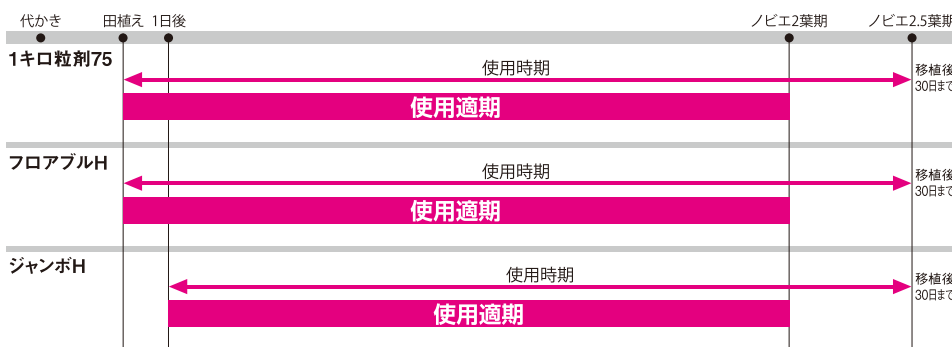 代かき 田植え 1日後 ノビエ2葉期 ノビエ2.5葉期
1キロ粒剤75
使用時期
移植後
30日まで
使用適期
フロアブルH
使用時期
移植後
30日まで
使用適期
ジャンボH
使用時期
移植後
30日まで
使用適期